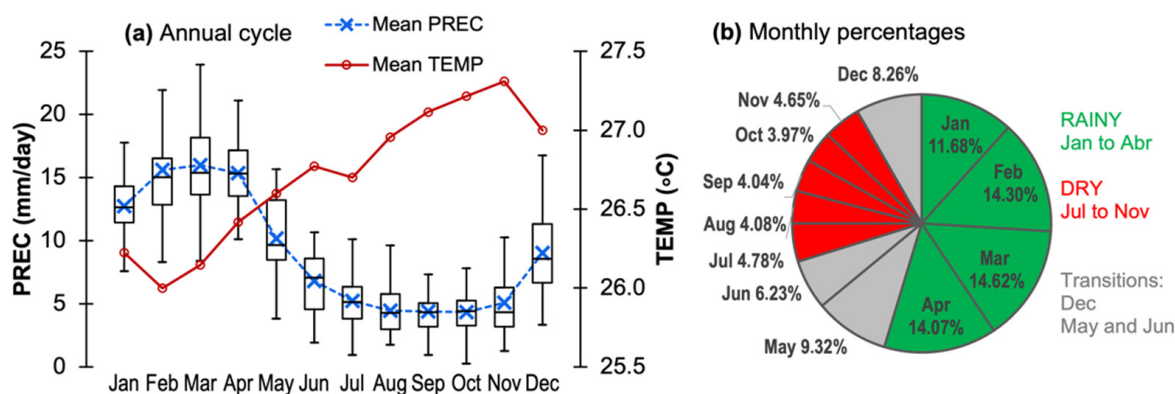 (a) Annual cycle
Mean PREC
Mean TEMP
PREC (mm/day)
25
20
15
10
5
0
Jan Feb Mar Apr May Jun Jul Aug Sep Oct Nov Dec
27.5
27.0
26.5
26.0
25.5
TEMP (∘C)
(b) Monthly percentages
Dec 8.26%
Nov 4.65%
Oct 3.97%
Sep 4.04%
Aug 4.08%
Jul 4.78%
Jun 6.23%
May 9.32%
Jan
11.68%
Feb
14.30%
Mar
14.62%
Apr
14.07%
RAINY
Jan to Abr
DRY
Jul to Nov
Transitions:
Dec
May and Jun